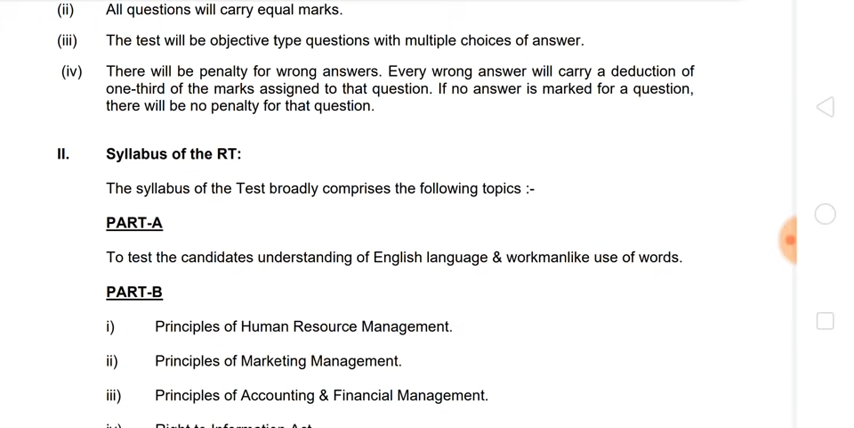 (ii) All questions will carry equal marks.
(iii) The test will be objective type questions with multiple choices of answer.
(iv) There will be penalty for wrong answers. Every wrong answer will carry a deduction of
one-third of the marks assigned to that question. If no answer is marked for a question,
there will be no penalty for that question.
II. Syllabus of the RT:
The syllabus of the Test broadly comprises the following topics :-
PART-A
To test the candidates understanding of English language & workmanlike use of words.
PART-B
i) Principles of Human Resource Management.
ii) Principles of Marketing Management.
iii) Principles of Accounting & Financial Management.
iv) Right to Information Act